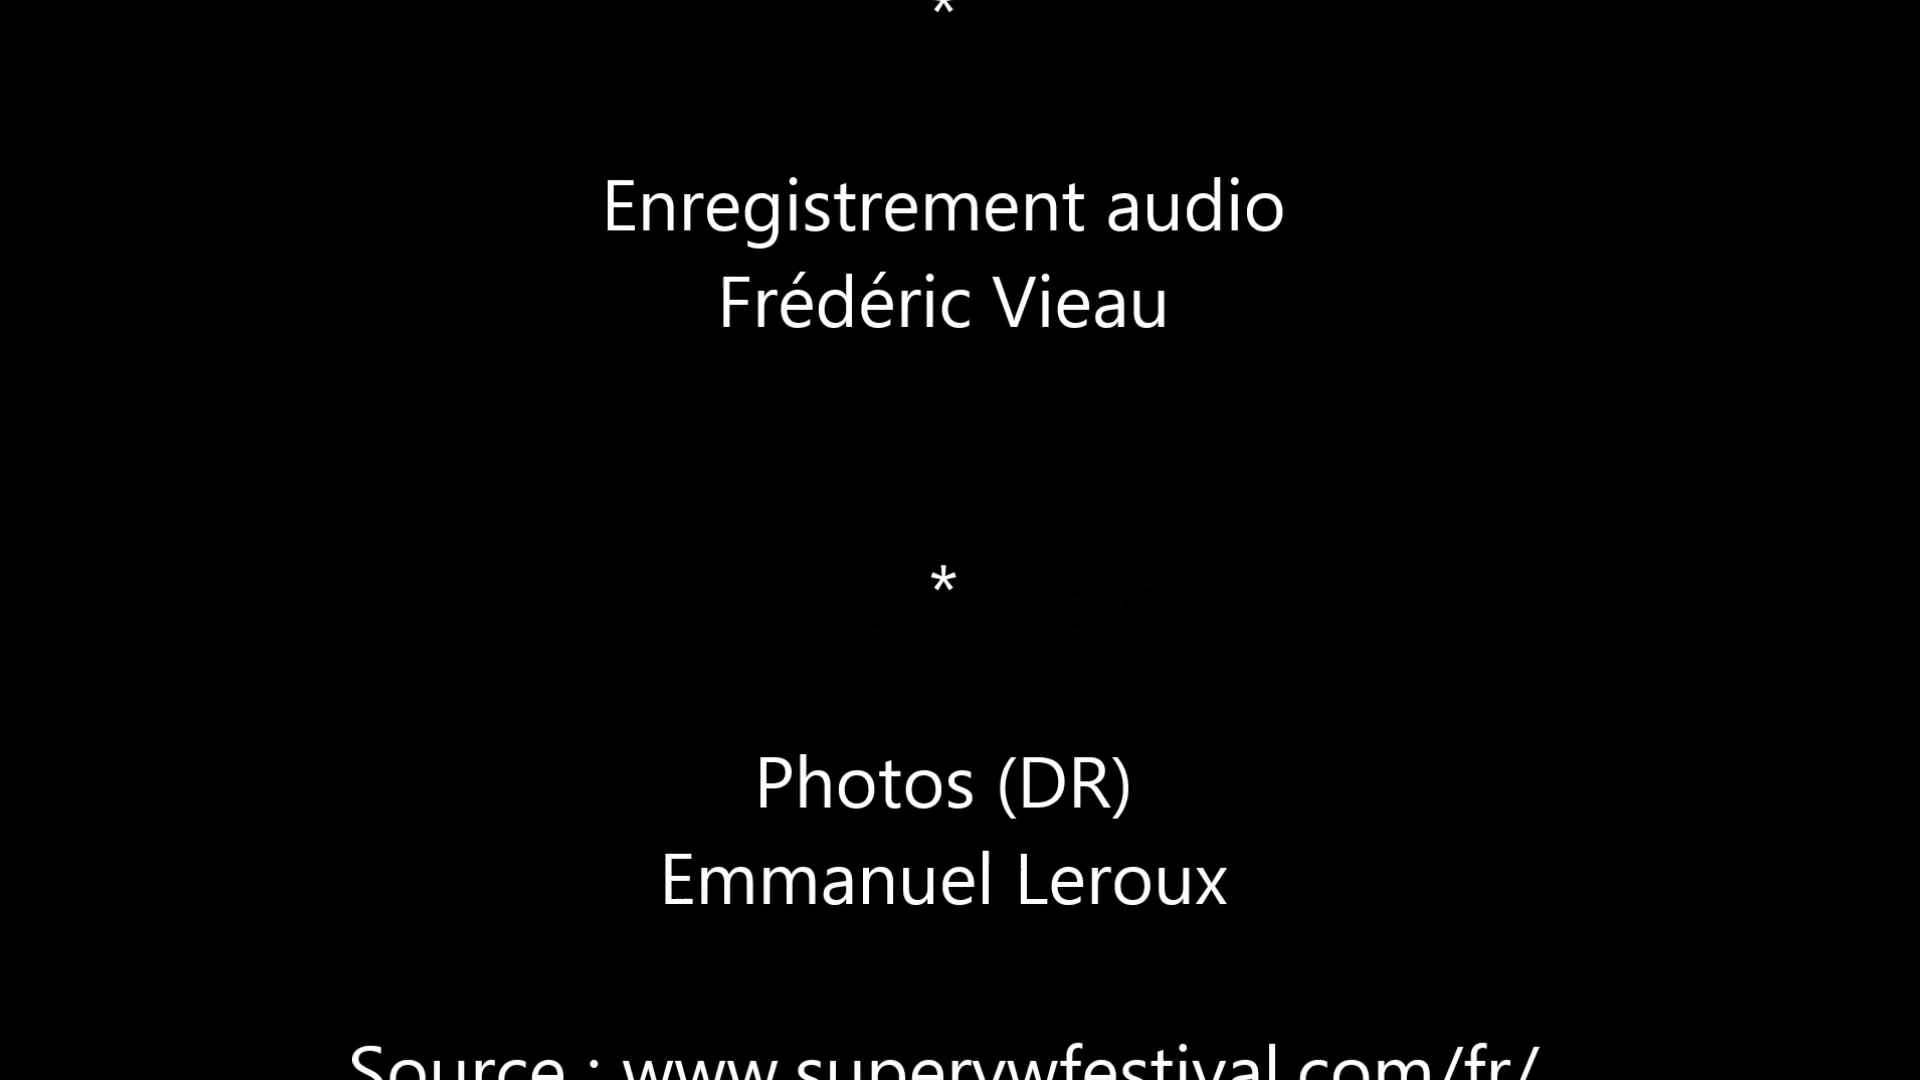 *
Enregistrement audio
Frédéric Vieau
*
Photos (DR)
Emmanuel Leroux
Source : www.supervwfestival.com/fr/